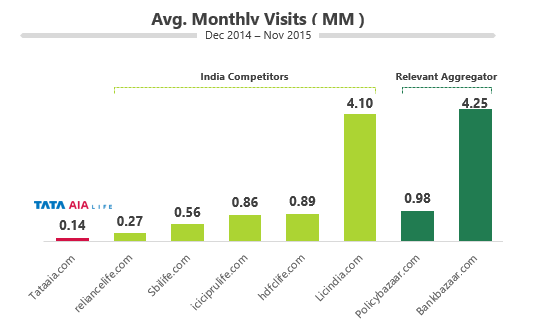 Avg. Monthly Visits ( MM )
Dec 2014 – Nov 2015
India Competitors
Relevant Aggregator
TATA AIA LIFE
0.14
0.27
0.56
0.86
0.89
4.10
0.98
4.25
Tataaia.com
reliancelife.com
Sbilife.com
iciciprulife.com
hdfclife.com
Licindia.com
Policybazaar.com
Bankbazaar.com